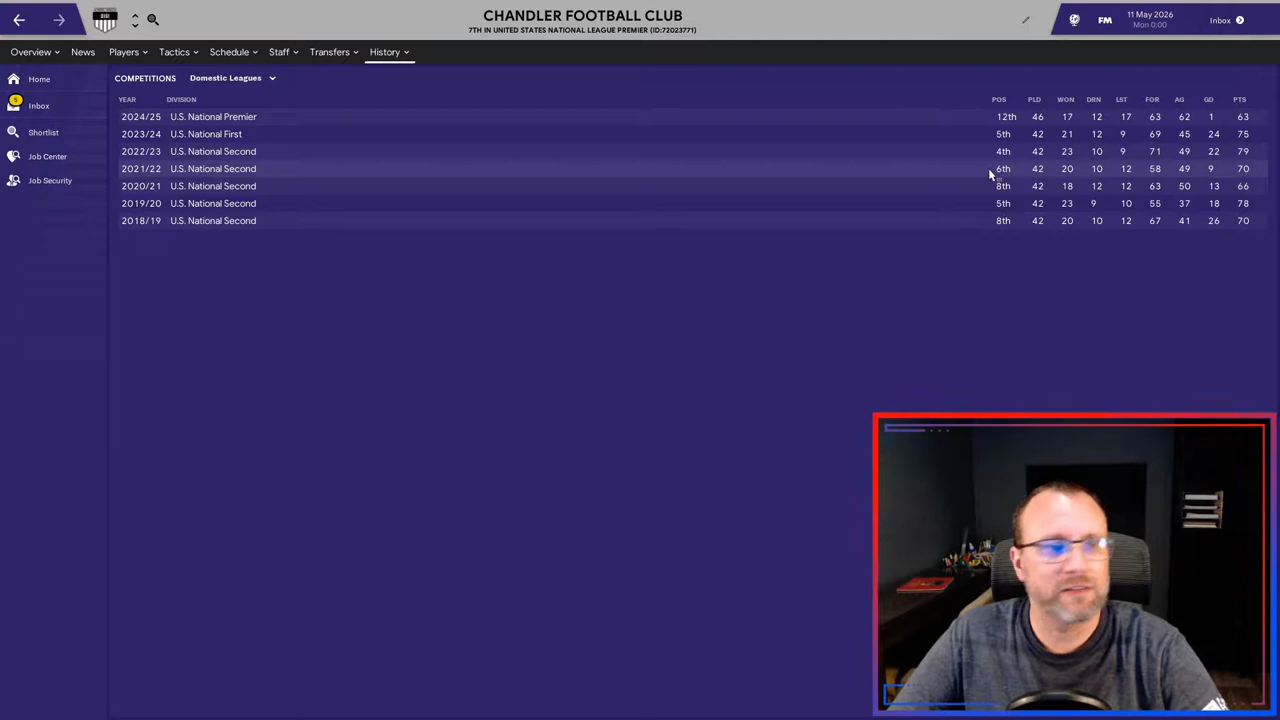 CHANDLER FOOTBALL CLUB
7TH IN UNITED STATES NATIONAL LEAGUE PREMIER (ID:72023771)
FM
11 May 2026
Mon 0:00
Inbox
Overview News Players Tactics Schedule Staff Transfers History
Home
5
Inbox
Shortlist
Job Center
Job Security
COMPETITIONS Domestic Leagues
YEAR DIVISION POS PLD WON DRN LST FOR AG GD PTS
2024/25 U.S. National Premier 12th 46 17 12 17 63 62 1 63
2023/24 U.S. National First 5th 42 21 12 9 69 45 24 75
2022/23 U.S. National Second 4th 42 23 10 9 71 49 22 79
2021/22 U.S. National Second 6th 42 20 10 12 58 49 9 70
2020/21 U.S. National Second 8th 42 18 12 12 63 50 13 66
2019/20 U.S. National Second 5th 42 23 9 10 55 37 18 78
2018/19 U.S. National Second 8th 42 20 10 12 67 41 26 70